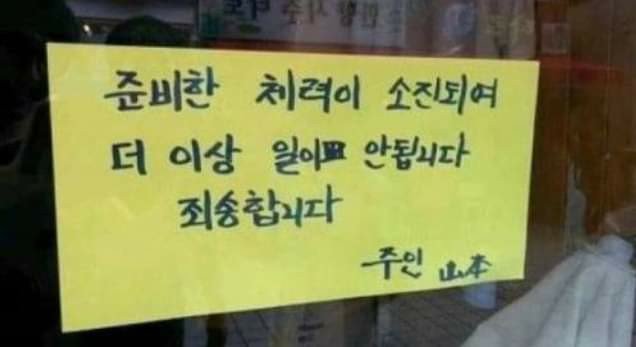 준비한 체력이 소진되여
더 이상 일이 안됩니다
죄송합니다
주인 山本